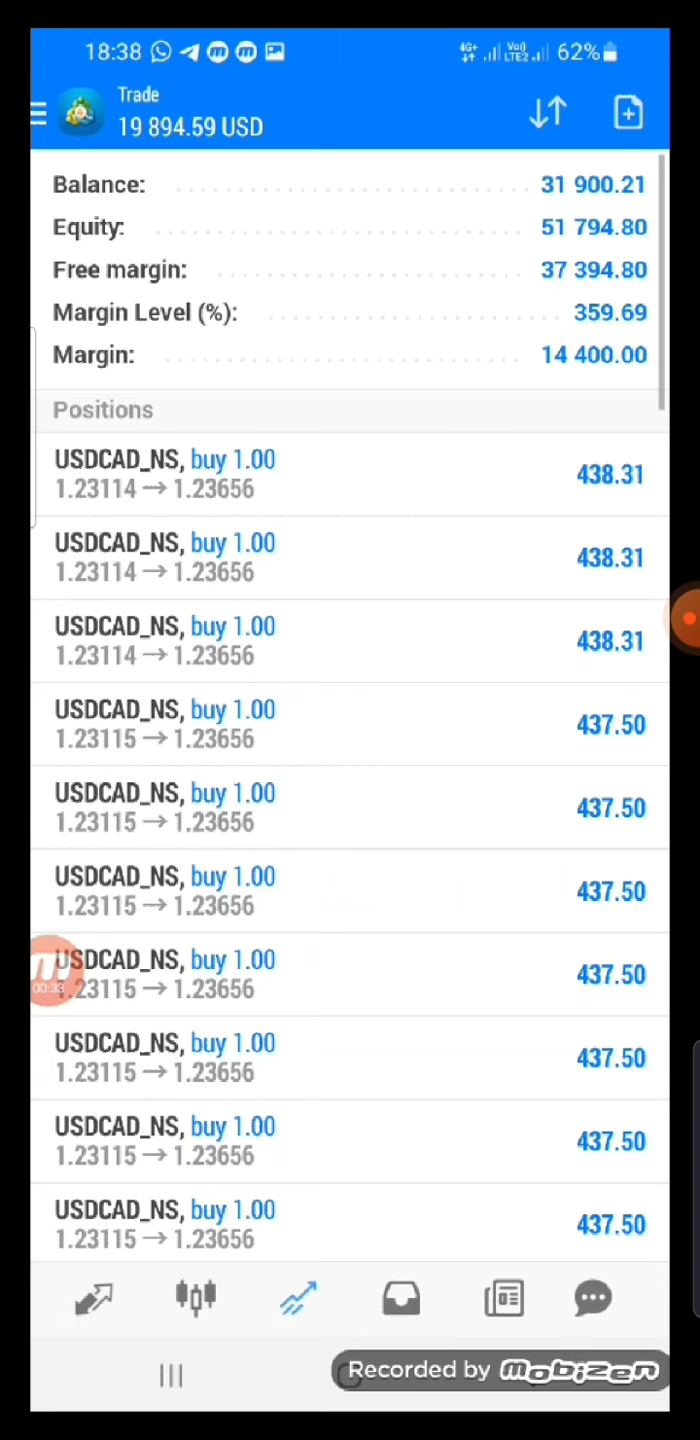 18:38 4G+ Vo) LTE2 62%
Trade
19 894.59 USD
Balance: 31 900.21
Equity: 51 794.80
Free margin: 37 394.80
Margin Level (%): 359.69
Margin: 14 400.00
Positions
USDCAD_NS, buy 1.00
1.23114 → 1.23656 438.31
USDCAD_NS, buy 1.00
1.23114 → 1.23656 438.31
USDCAD_NS, buy 1.00
1.23114 → 1.23656 438.31
USDCAD_NS, buy 1.00
1.23115 → 1.23656 437.50
USDCAD_NS, buy 1.00
1.23115 → 1.23656 437.50
USDCAD_NS, buy 1.00
1.23115 → 1.23656 437.50
USDCAD_NS, buy 1.00
00:33 .23115 → 1.23656 437.50
USDCAD_NS, buy 1.00
1.23115 → 1.23656 437.50
USDCAD_NS, buy 1.00
1.23115 → 1.23656 437.50
USDCAD_NS, buy 1.00
1.23115 → 1.23656 437.50
Recorded by mobizen